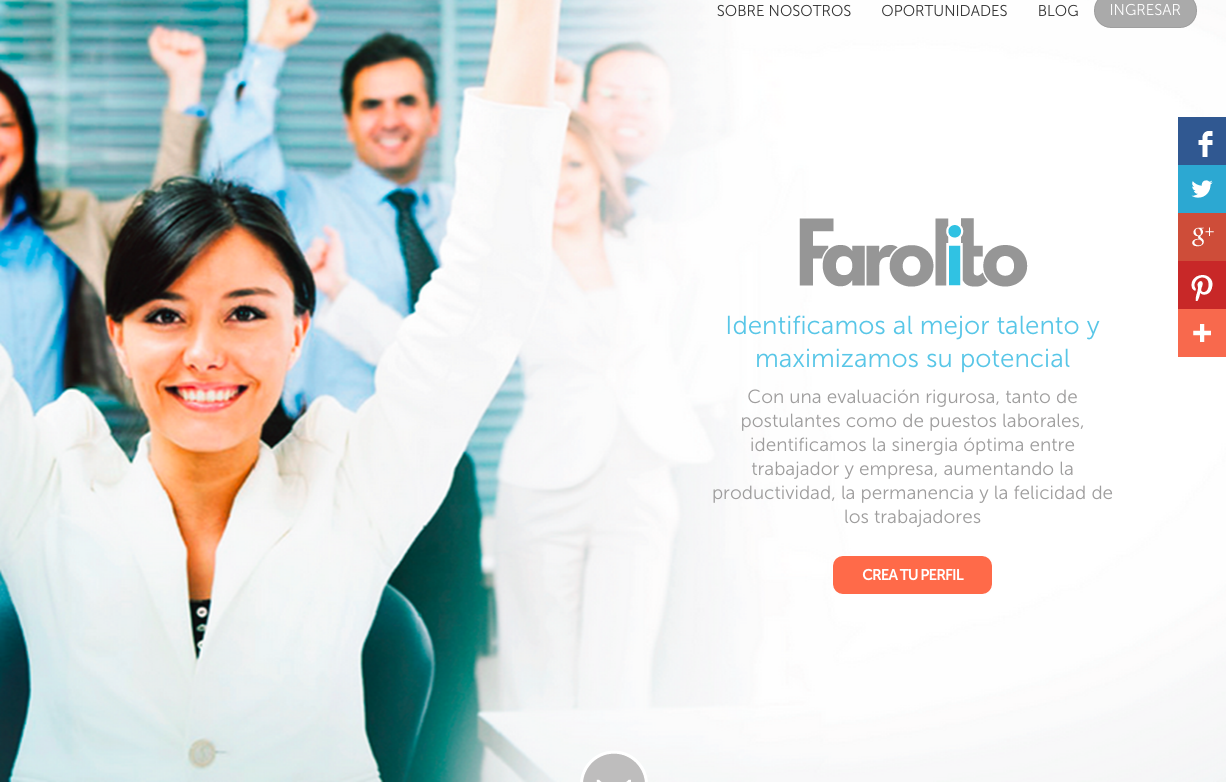 SOBRE NOSOTROS OPORTUNIDADES BLOG INGRESAR
Farolito
Identificamos al mejor talento y
maximizamos su potencial
Con una evaluación rigurosa, tanto de
postulantes como de puestos laborales,
identificamos la sinergia óptima entre
trabajador y empresa, aumentando la
productividad, la permanencia y la felicidad de
los trabajadores
CREA TU PERFIL